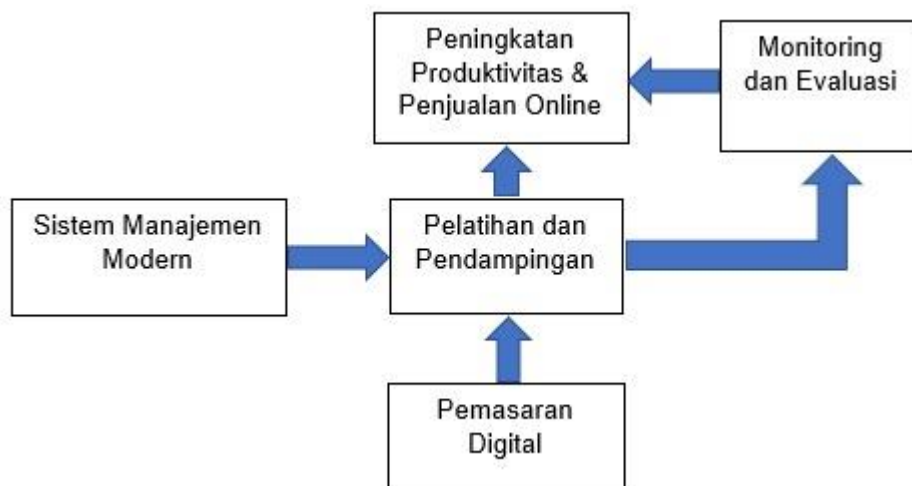 Peningkatan
Produktivitas &
Penjualan Online
Monitoring
dan Evaluasi
Sistem Manajemen
Modern
Pelatihan dan
Pendampingan
Pemasaran
Digital